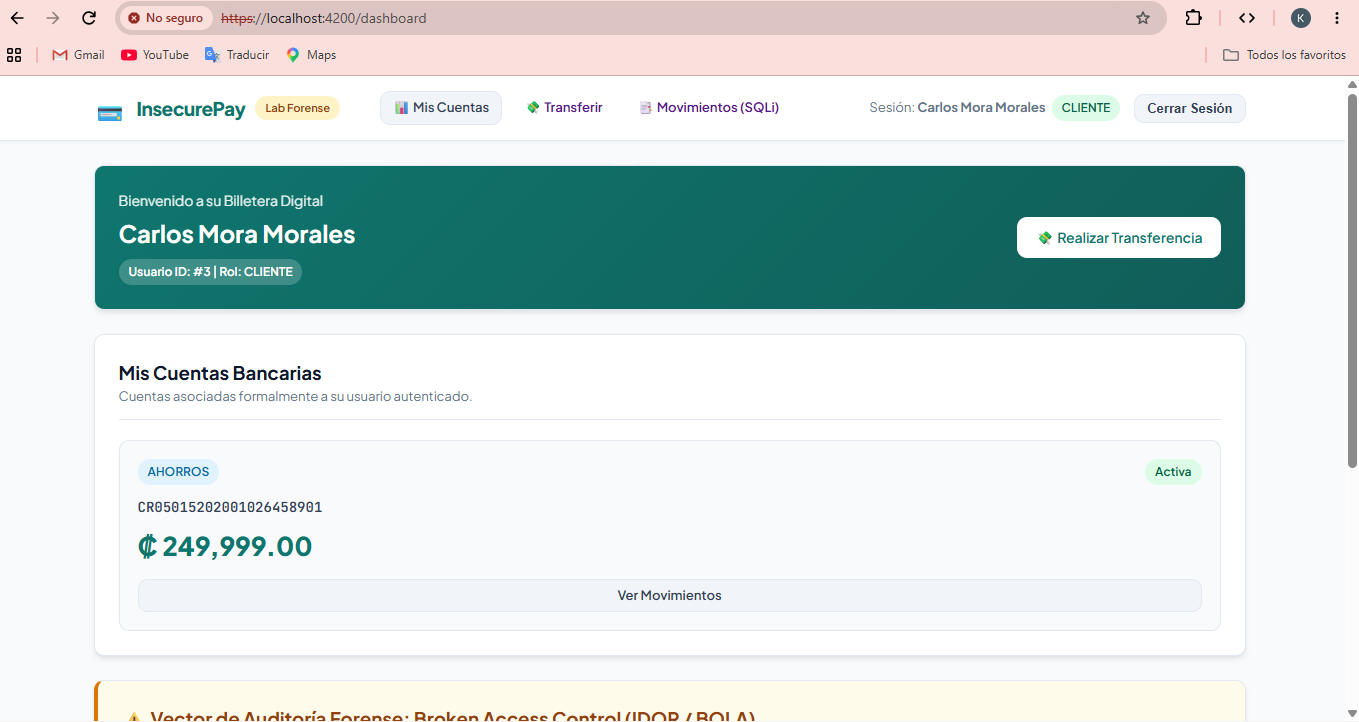 No seguro https://localhost:4200/dashboard K
Gmail YouTube Traducir Maps Todos los favoritos
InsecurePay Lab Forense Mis Cuentas Transferir Movimientos (SQLi) Sesión: Carlos Mora Morales CLIENTE Cerrar Sesión
Bienvenido a su Billetera Digital
Carlos Mora Morales
Usuario ID: #3 | Rol: CLIENTE
Realizar Transferencia
Mis Cuentas Bancarias
Cuentas asociadas formalmente a su usuario autenticado.
AHORROS Activa
CR05015202001026458901
₡ 249,999.00
Ver Movimientos
Vector de Auditoría Forense: Broken Access Control (IDOR / BOLA)